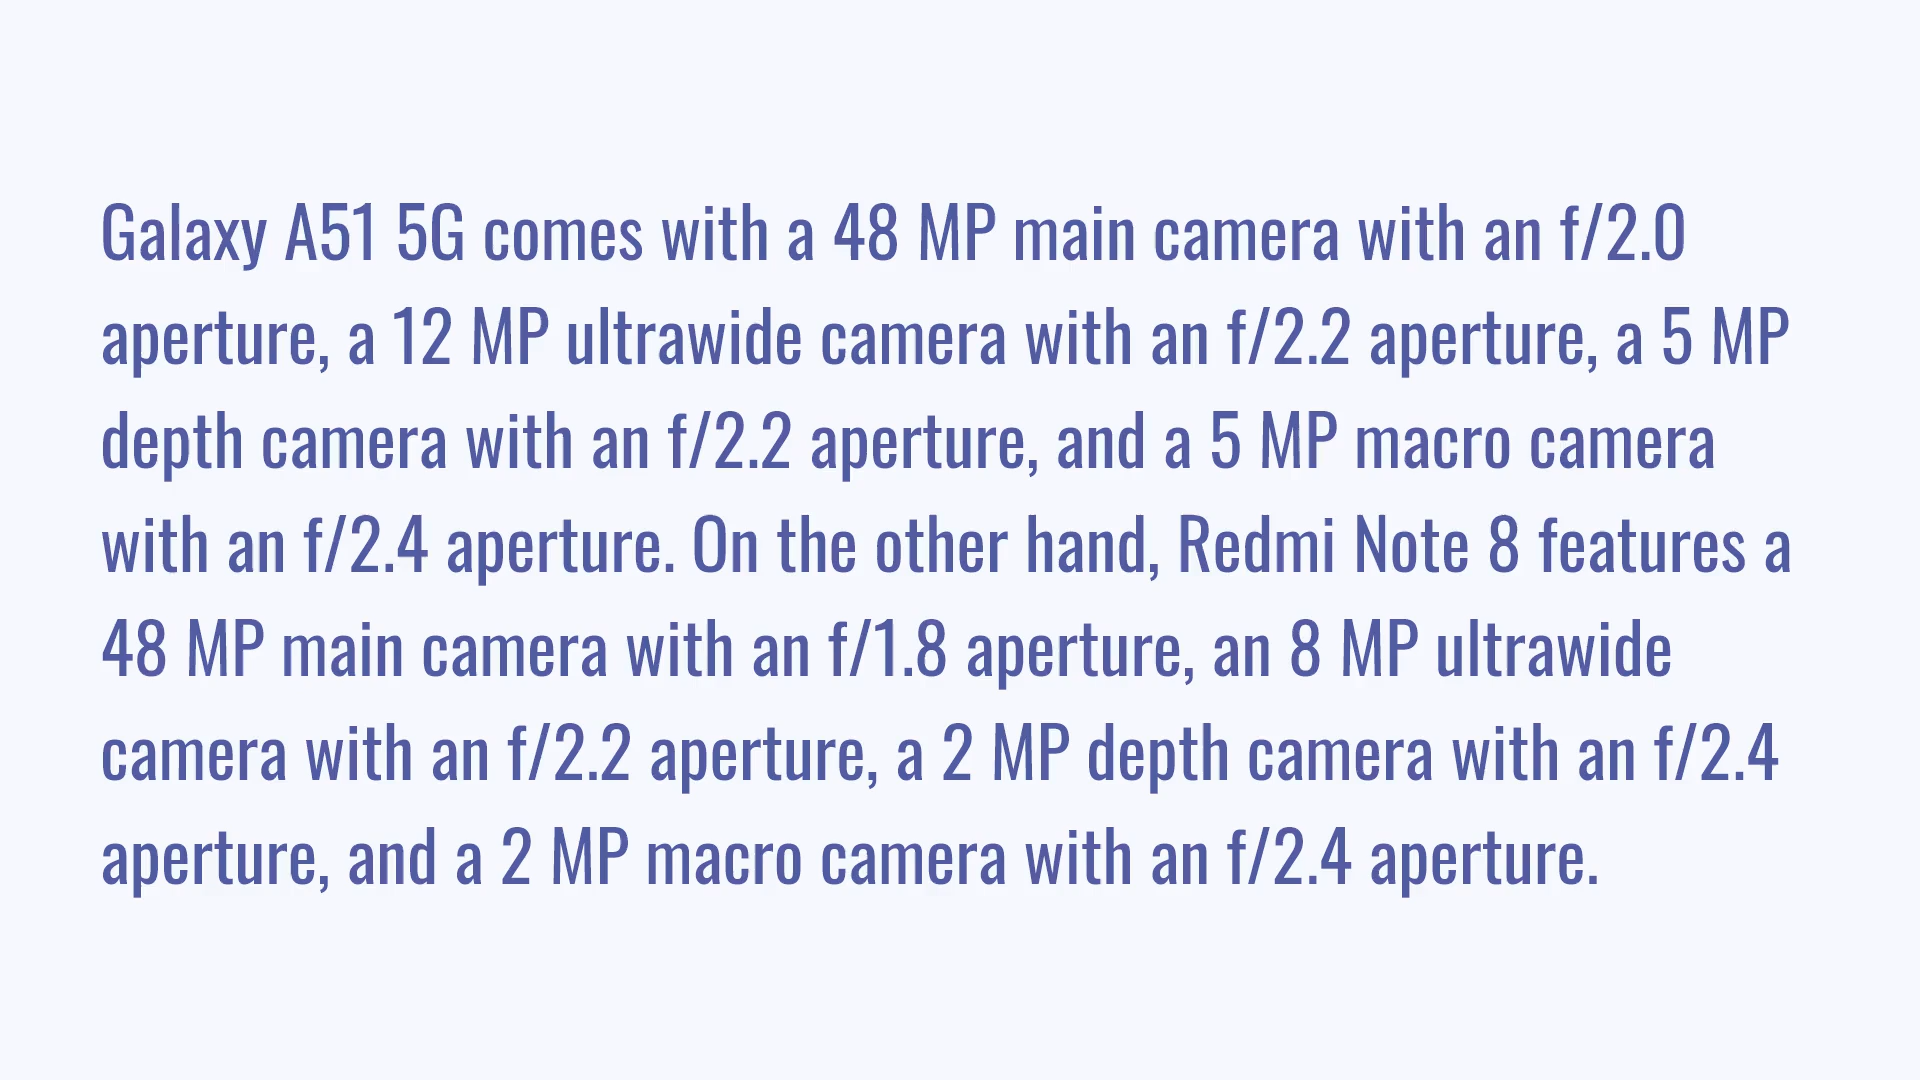 Galaxy A51 5G comes with a 48 MP main camera with an f/2.0
aperture, a 12 MP ultrawide camera with an f/2.2 aperture, a 5 MP
depth camera with an f/2.2 aperture, and a 5 MP macro camera
with an f/2.4 aperture. On the other hand, Redmi Note 8 features a
48 MP main camera with an f/1.8 aperture, an 8 MP ultrawide
camera with an f/2.2 aperture, a 2 MP depth camera with an f/2.4
aperture, and a 2 MP macro camera with an f/2.4 aperture.